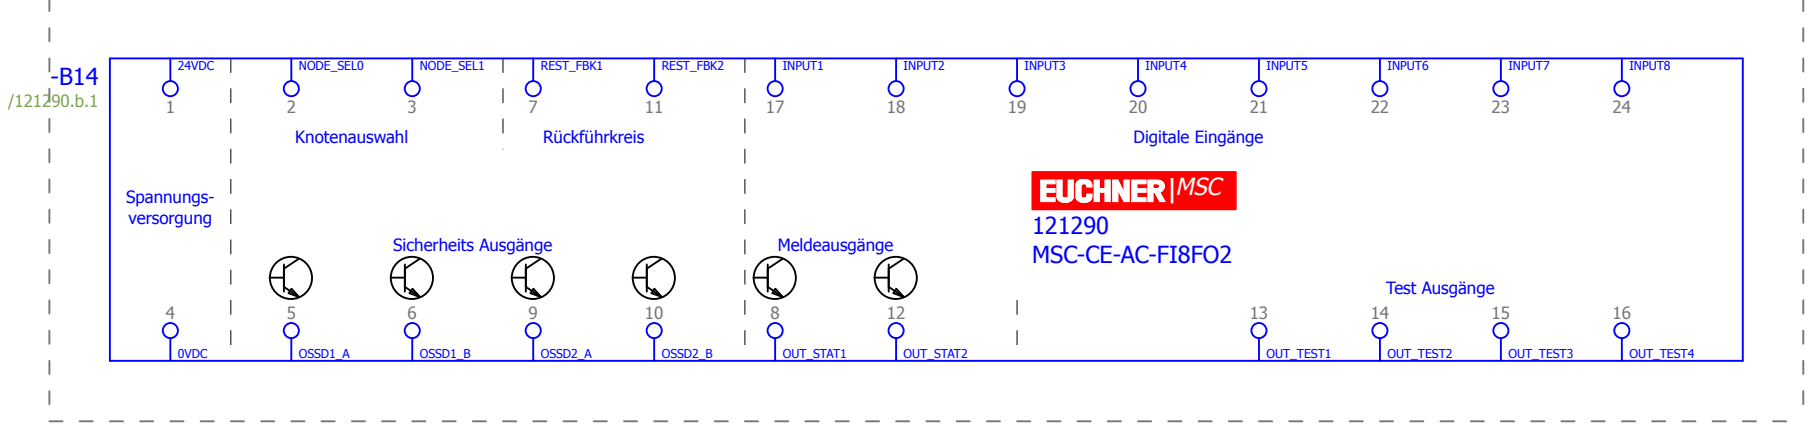 -B14
/121290.b.1
24VDC NODE_SEL0 NODE_SEL1 REST_FBK1 REST_FBK2 INPUT1 INPUT2 INPUT3 INPUT4 INPUT5 INPUT6 INPUT7 INPUT8
1 2 3 7 11 17 18 19 20 21 22 23 24
Knotenauswahl Rückführkreis Digitale Eingänge
Spannungs-
versorgung
EUCHNER|MSC
121290
MSC-CE-AC-FI8FO2
Sicherheits Ausgänge Meldeausgänge
Test Ausgänge
4 5 6 9 10 8 12 13 14 15 16
0VDC OSSD1_A OSSD1_B OSSD2_A OSSD2_B OUT_STAT1 OUT_STAT2 OUT_TEST1 OUT_TEST2 OUT_TEST3 OUT_TEST4